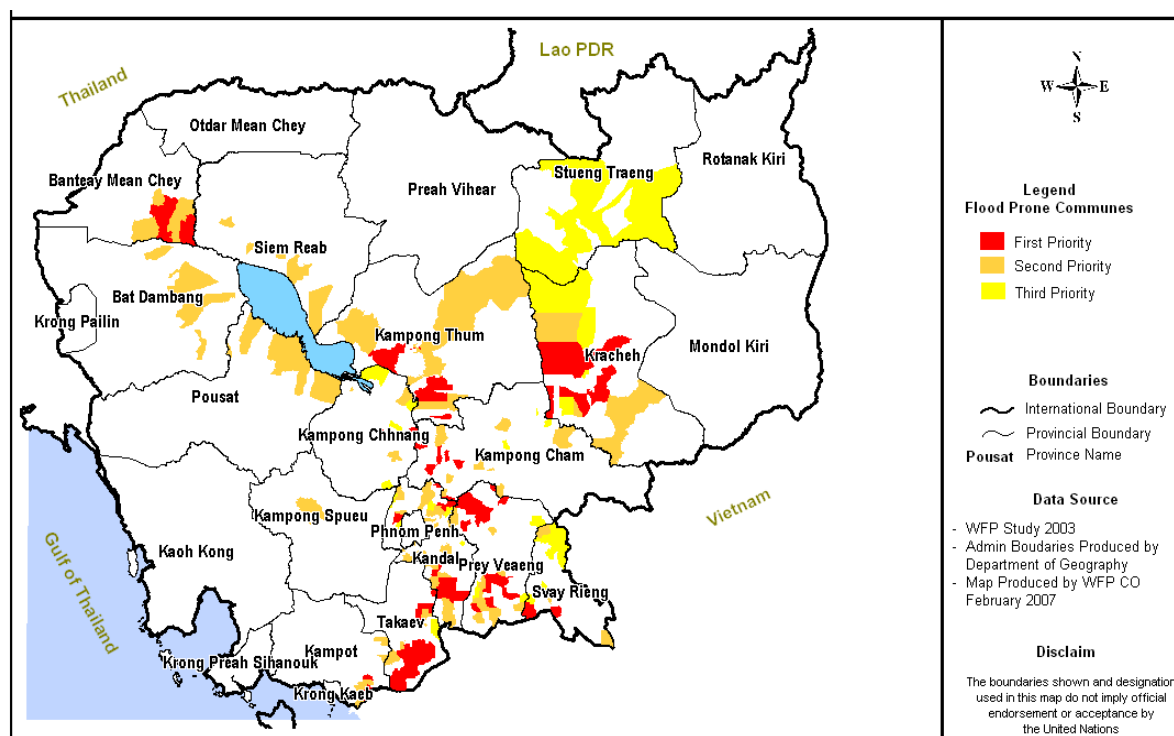 Lao PDR
Thailand
Otdar Mean Chey
Rotanak Kiri
Banteay Mean Chey
Stueng Traeng
Preah Vihear
Siem Reab
Bat Dambang
Krong Pailin
Kampong Thum
Kracheh
Mondol Kiri
Pousat
Kampong Chhnang
Kampong Cham
Vietnam
Kampong Spueu
Phnom Penh
Kaoh Kong
Kandal
Prey Veaeng
Svay Rieng
Gulf of Thailand
Takaev
Kampot
Krong Preah Sihanouk
Krong Kaeb
N
W E
S
Legend
Flood Prone Communes
First Priority
Second Priority
Third Priority
Boundaries
International Boundary
Provincial Boundary
Pousat Province Name
Data Source
- WFP Study 2003
- Admin Boudaries Produced by
Department of Geography
- Map Produced by WFP CO
February 2007
Disclaim
The boundaries shown and designation
used in this map do not imply official
endorsement or acceptance by
the United Nations